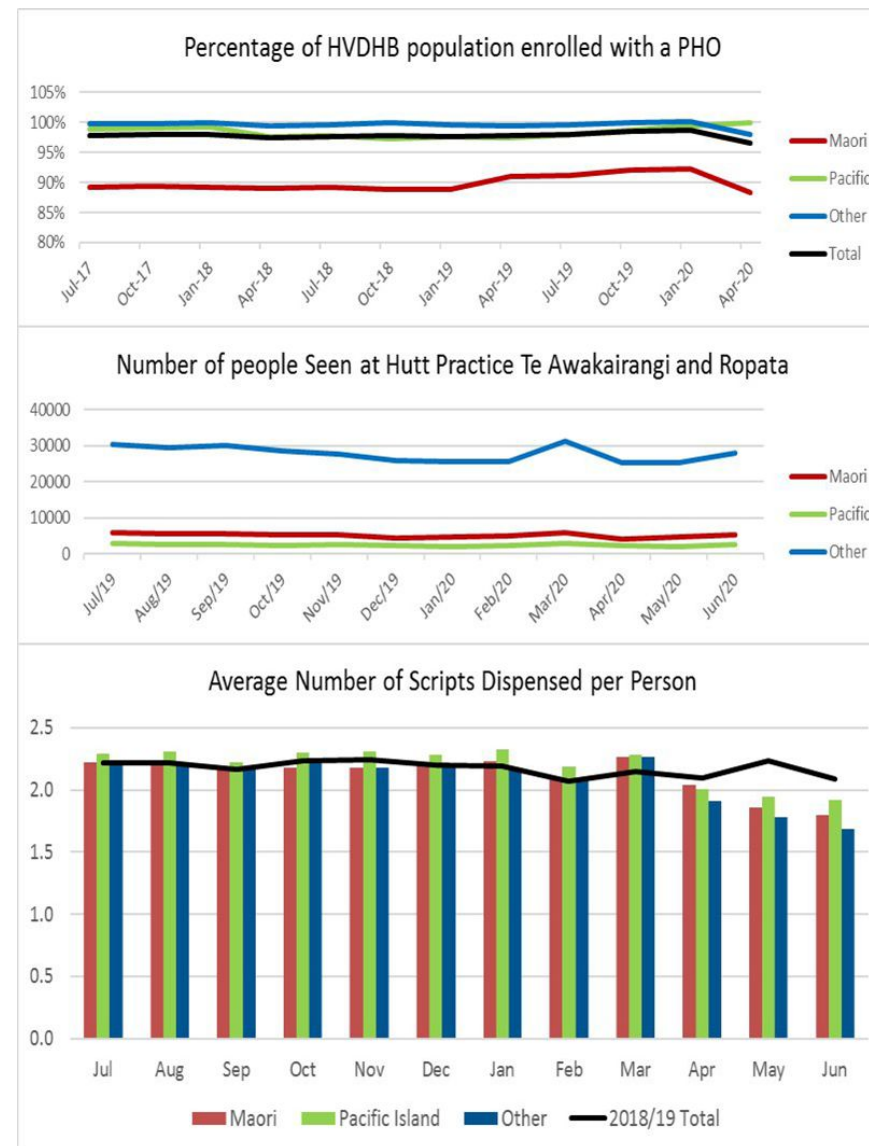 Percentage of HVDHB population enrolled with a PHO
105%
100%
95%
90%
85%
80%
Jul-17 Oct-17 Jan-18 Apr-18 Jul-18 Oct-18 Jan-19 Apr-19 Jul-19 Oct-19 Jan-20 Apr-20
Maori
Pacific
Other
Total
Number of people Seen at Hutt Practice Te Awakairangi and Ropata
40000
30000
20000
10000
0
Jul/19 Aug/19 Sep/19 Oct/19 Nov/19 Dec/19 Jan/20 Feb/20 Mar/20 Apr/20 May/20 Jun/20
Maori
Pacific
Other
Average Number of Scripts Dispensed per Person
2.5
2.0
1.5
1.0
0.5
0.0
Jul Aug Sep Oct Nov Dec Jan Feb Mar Apr May Jun
Maori Pacific Island Other 2018/19 Total